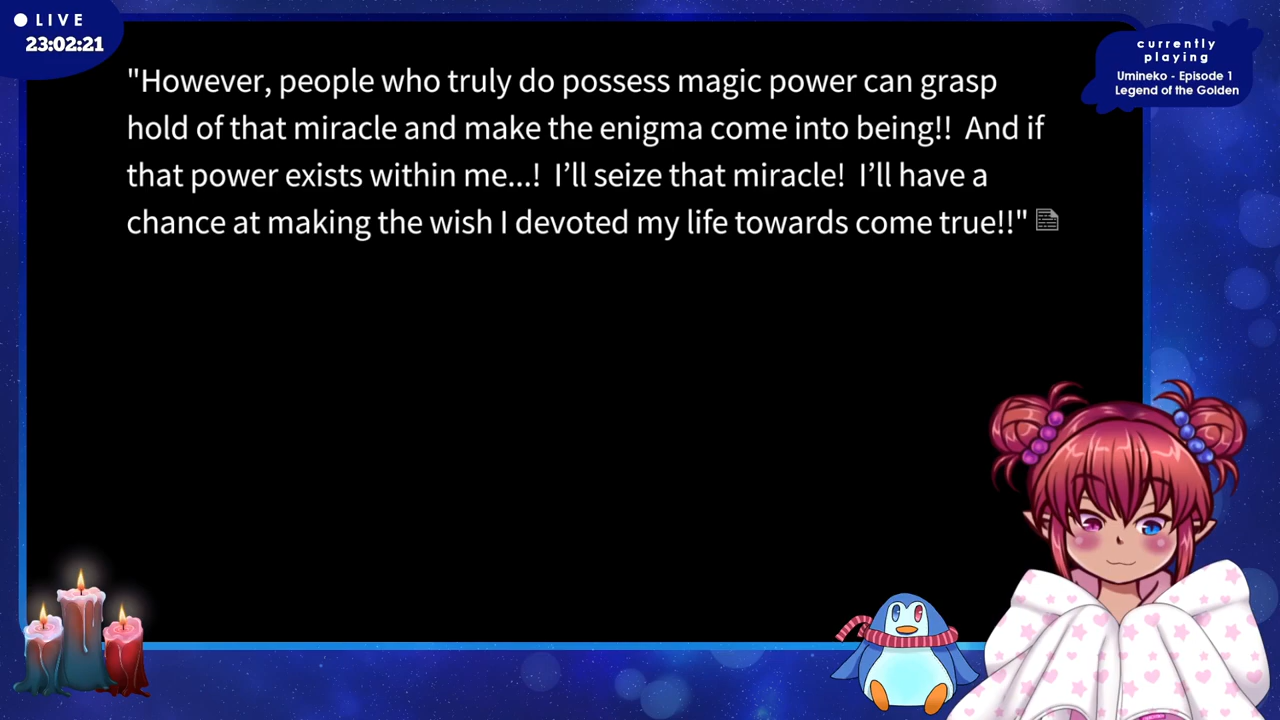 LIVE
23:02:21
currently
playing
Umineko - Episode 1
Legend of the Golden
"However, people who truly do possess magic power can grasp
hold of that miracle and make the enigma come into being!! And if
that power exists within me...! I’ll seize that miracle! I’ll have a
chance at making the wish I devoted my life towards come true!!"